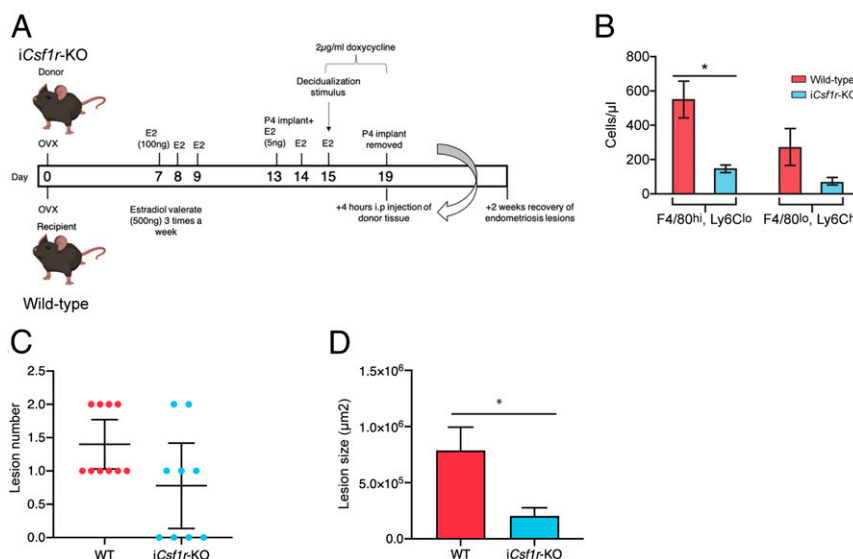 A
iCsf1r-KO
Donor
2µg/ml doxycycline
Decidualization
stimulus
P4 implant+
E2
(100ng)
E2
E2
E2
(5ng)
E2
E2
P4 implant
removed
OVX
Day
0
7
8
9
13
14
15
19
OVX
Recipient
Estradiol valerate
(500ng) 3 times a
week
+4 hours i.p injection of
donor tissue
+2 weeks recovery of
endometriosis lesions
Wild-type
B
Cells/µl
800
600
400
200
0
*
Wild-type
iCsf1r-KO
F4/80hi, Ly6Clo
F4/80lo, Ly6Ch
C
Lesion number
2.5
2.0
1.5
1.0
0.5
0.0
WT
iCsf1r-KO
D
Lesion size (µm2)
1.5×10⁶
1.0×10⁶
5.0×10⁵
0.0
*
WT
iCsf1r-KO